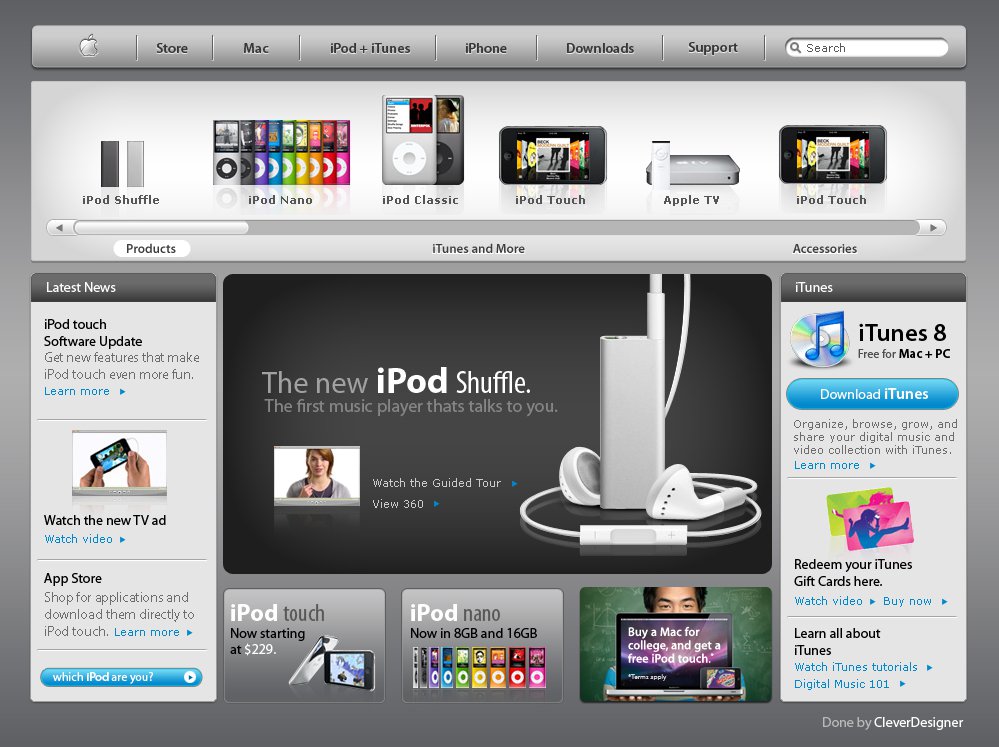 Store
Mac
iPod + iTunes
iPhone
Downloads
Support
Search
iPod Shuffle
iPod Nano
iPod Classic
iPod Touch
Apple TV
iPod Touch
Products
iTunes and More
Accessories
Latest News
iPod touch
Software Update
Get new features that make
iPod touch even more fun.
Learn more
Watch the new TV ad
Watch video
App Store
Shop for applications and
download them directly to
iPod touch. Learn more
which iPod are you?
The new iPod Shuffle.
The first music player thats talks to you.
Watch the Guided Tour
View 360
iPod touch
Now starting
at $229.
iPod nano
Now in 8GB and 16GB
Buy a Mac for
college, and get a
free iPod touch.*
*Terms apply
iTunes
iTunes 8
Free for Mac + PC
Download iTunes
Organize, browse, grow, and
share your digital music and
video collection with iTunes.
Learn more
Redeem your iTunes
Gift Cards here.
Watch video Buy now
Learn all about
iTunes
Watch iTunes tutorials
Digital Music 101
Done by CleverDesigner